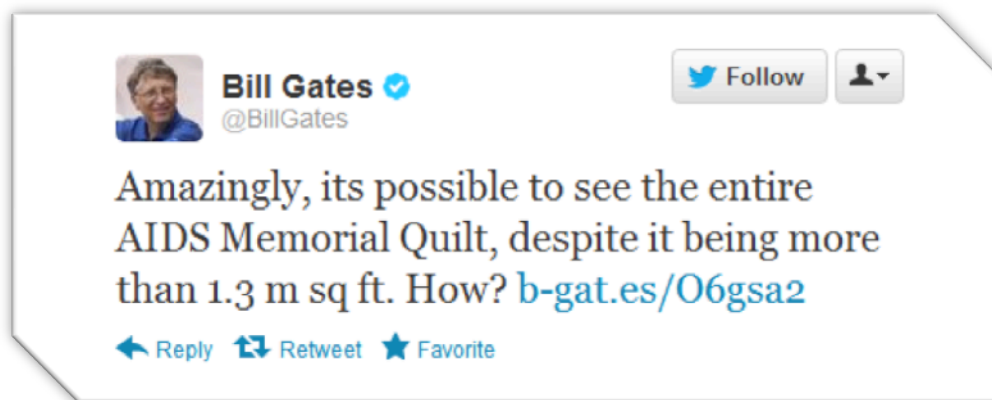 Bill Gates
Follow
@BillGates
Amazingly, its possible to see the entire
AIDS Memorial Quilt, despite it being more
than 1.3 m sq ft. How? b-gat.es/O6gsa2
Reply Retweet Favorite